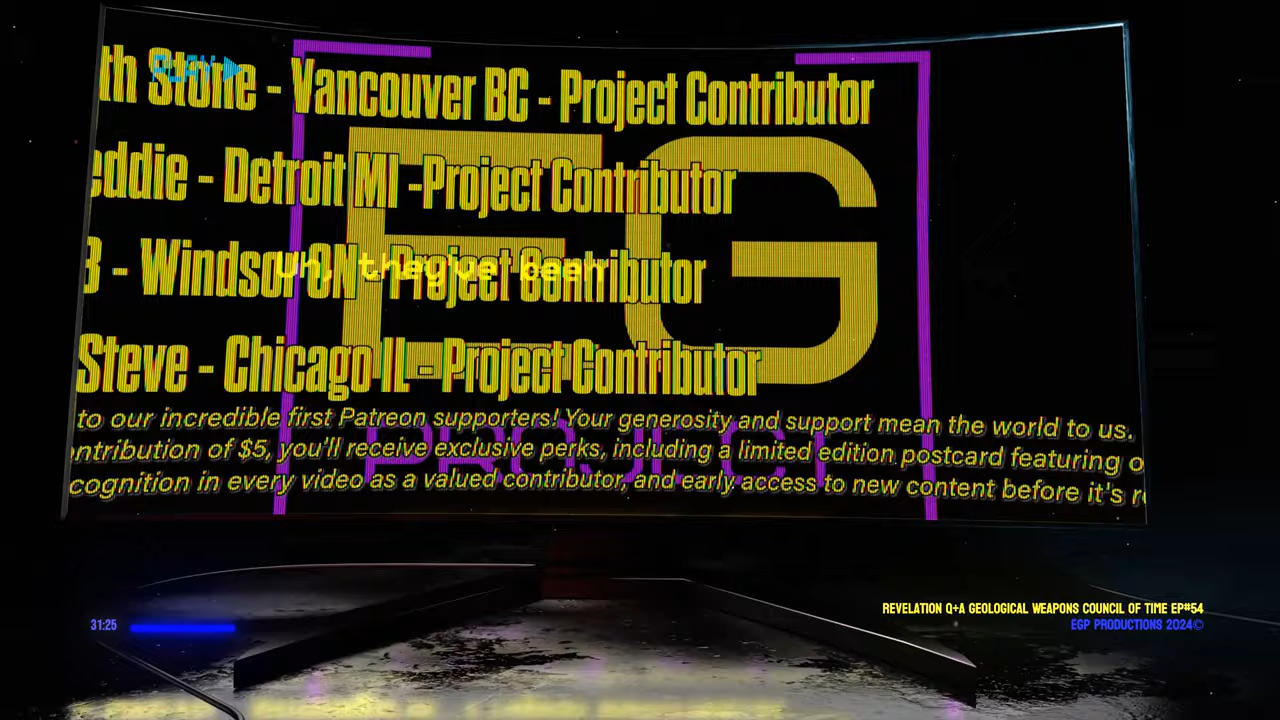 PLAY
th Stone - Vancouver BC - Project Contributor
eddie - Detroit MI -Project Contributor
B - Windsor ON - Project Contributor
uh, they've been
Steve - Chicago IL - Project Contributor
EG
PROJECT
to our incredible first Patreon supporters! Your generosity and support mean the world to us.
ontribution of $5, you'll receive exclusive perks, including a limited edition postcard featuring o
cognition in every video as a valued contributor, and early access to new content before it's r
31:25
REVELATION Q+A GEOLOGICAL WEAPONS COUNCIL OF TIME EP#54
EGP PRODUCTIONS 2024©